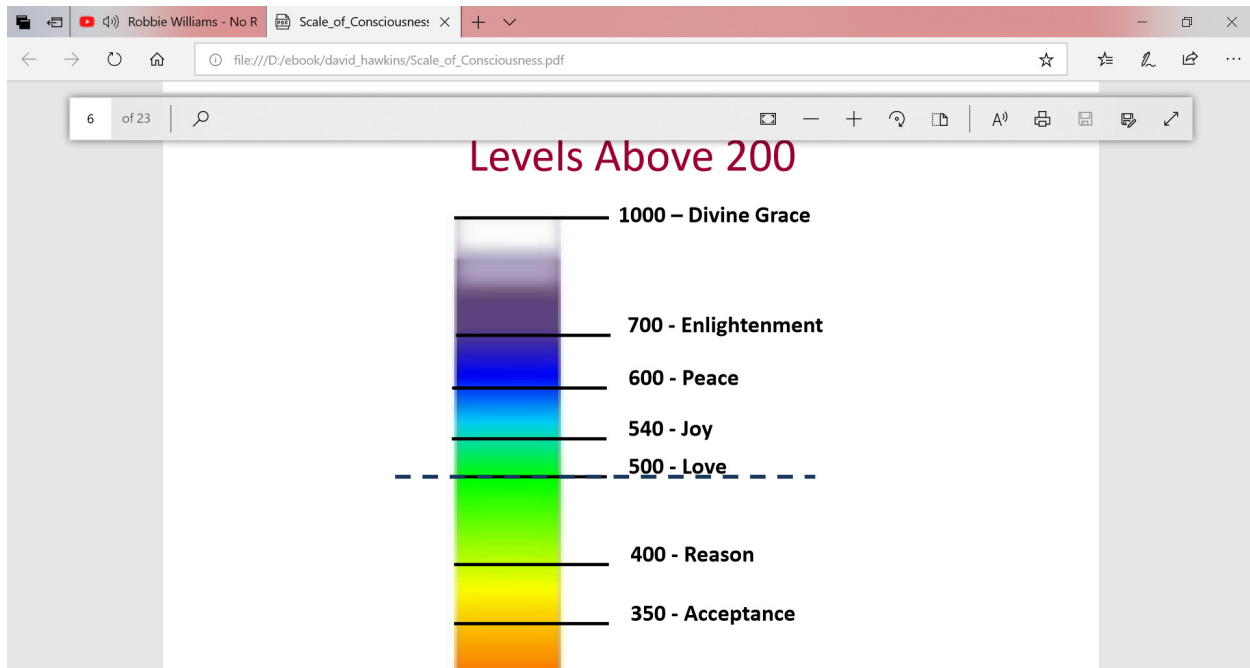 Robbie Williams - No R
Scale_of_Consciousness
file:///D:/ebook/david_hawkins/Scale_of_Consciousness.pdf
6 of 23
Levels Above 200
1000 – Divine Grace
700 - Enlightenment
600 - Peace
540 - Joy
500 - Love
400 - Reason
350 - Acceptance